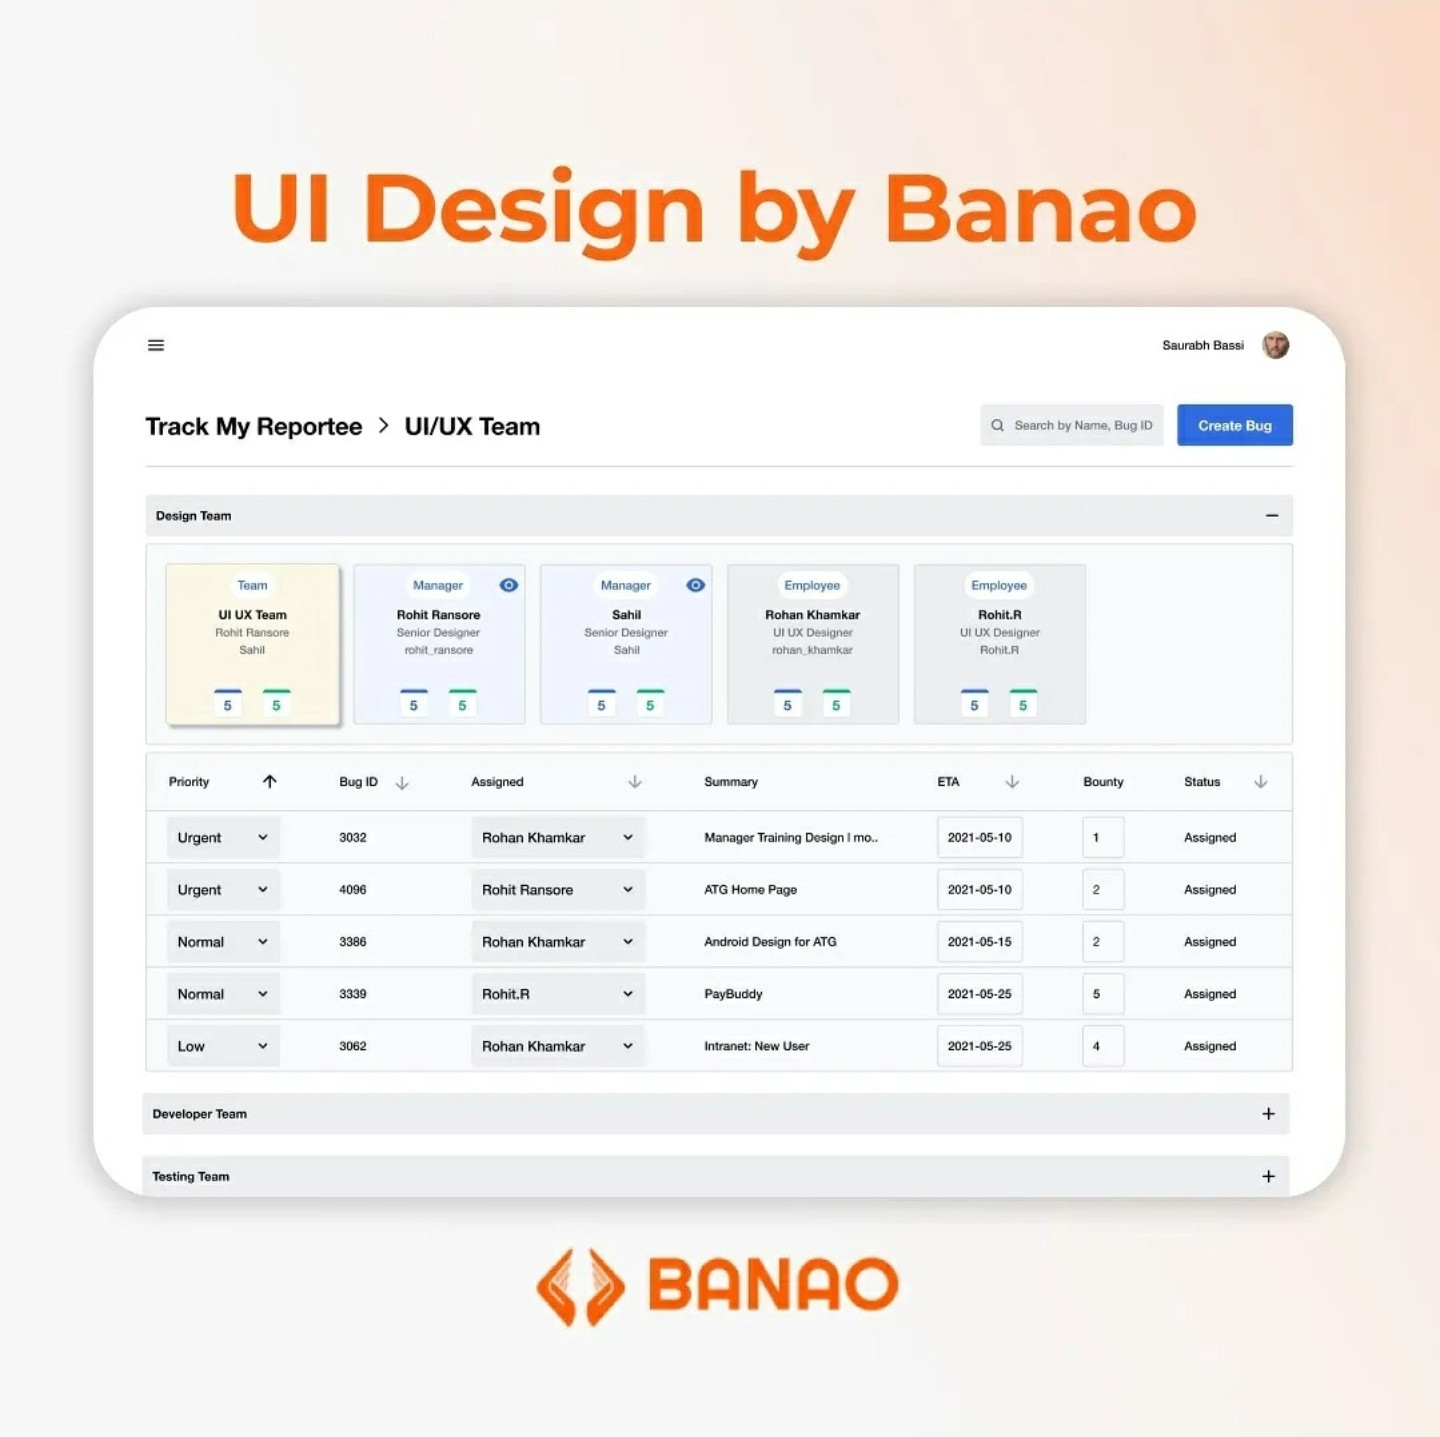 UI Design by Banao
Saurabh Bassi
Track My Reportee > UI/UX Team
Search by Name, Bug ID
Create Bug
Design Team
Team
UI UX Team
Rohit Ransore
Sahil
5 5
Manager
Rohit Ransore
Senior Designer
rohit_ransore
5 5
Manager
Sahil
Senior Designer
Sahil
5 5
Employee
Rohan Khamkar
UI UX Designer
rohan_khamkar
5 5
Employee
Rohit.R
UI UX Designer
Rohit.R
5 5
Priority Bug ID Assigned Summary ETA Bounty Status
Urgent 3032 Rohan Khamkar Manager Training Design | mo.. 2021-05-10 1 Assigned
Urgent 4096 Rohit Ransore ATG Home Page 2021-05-10 2 Assigned
Normal 3386 Rohan Khamkar Android Design for ATG 2021-05-15 2 Assigned
Normal 3339 Rohit.R PayBuddy 2021-05-25 5 Assigned
Low 3062 Rohan Khamkar Intranet: New User 2021-05-25 4 Assigned
Developer Team
Testing Team
BANAO